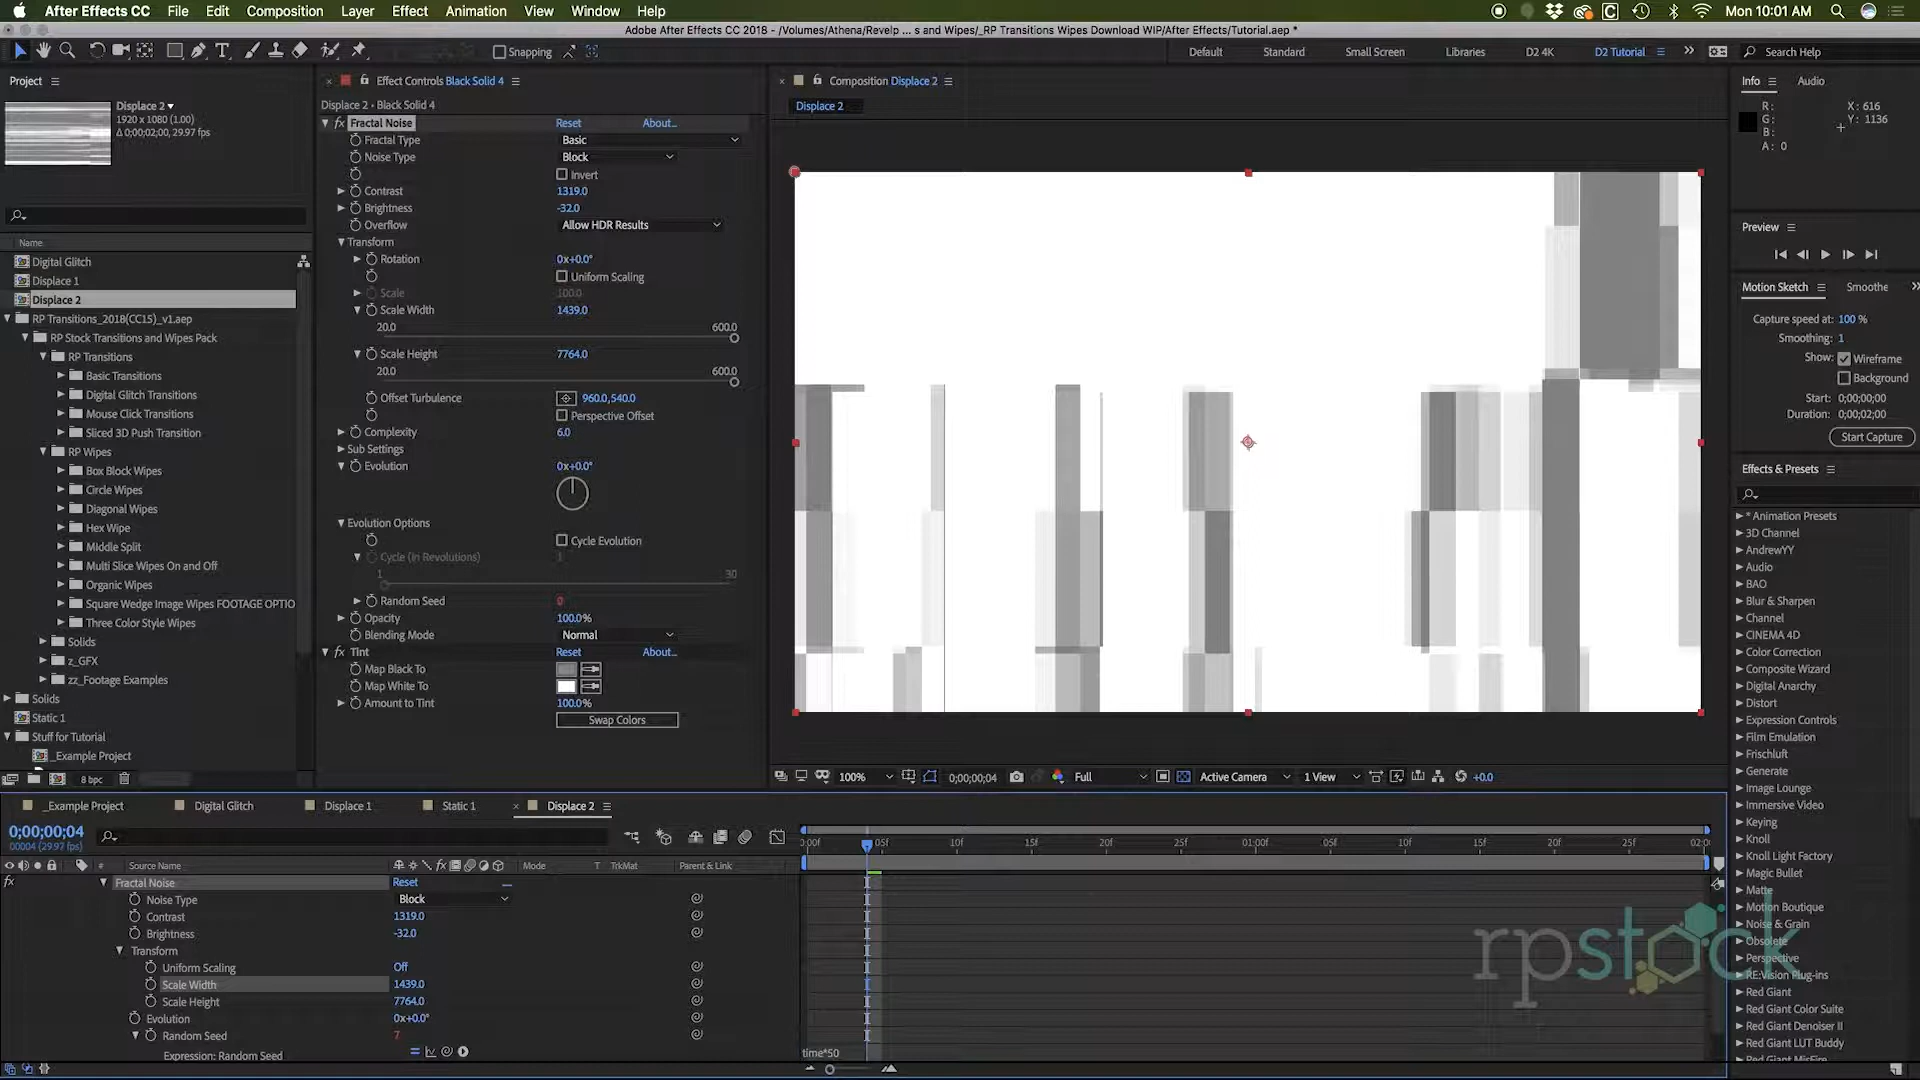 After Effects CC File Edit Composition Layer Effect Animation View Window Help Mon 10:01 AM
Adobe After Effects CC 2018 - /Volumes/Athena/Revelp ... s and Wipes/_RP Transitions Wipes Download WIP/After Effects/Tutorial.aep *
Snapping Default Standard Small Screen Libraries D2 4K D2 Tutorial Search Help
Project
Displace 2
1920 x 1080 (1.00)
Δ 0;00;02;00, 29.97 fps)
Name
Digital Glitch
Displace 1
Displace 2
RP Transitions_2018(CC15)_v1.aep
RP Stock Transitions and Wipes Pack
RP Transitions
Basic Transitions
Digital Glitch Transitions
Mouse Click Transitions
Sliced 3D Push Transition
RP Wipes
Box Block Wipes
Circle Wipes
Diagonal Wipes
Hex Wipe
MIddle Split
Multi Slice Wipes On and Off
Organic Wipes
Square Wedge Image Wipes FOOTAGE OPTIO
Three Color Style Wipes
Solids
z_GFX
zz_Footage Examples
Solids
Static 1
Stuff for Tutorial
_Example Project
8 bpc
Effect Controls Black Solid 4
Displace 2 • Black Solid 4
fx Fractal Noise Reset About...
Fractal Type Basic
Noise Type Block
Invert
Contrast 1319.0
Brightness -32.0
Overflow Allow HDR Results
Transform
Rotation 0x+0.0°
Uniform Scaling
Scale 100.0
Scale Width 1439.0
20.0 600.0
Scale Height 7764.0
20.0 600.0
Offset Turbulence 960.0,540.0
Perspective Offset
Complexity 6.0
Sub Settings
Evolution 0x+0.0°
Evolution Options
Cycle Evolution
Cycle (in Revolutions) 1
1 30
Random Seed 0
Opacity 100.0%
Blending Mode Normal
fx Tint Reset About...
Map Black To
Map White To
Amount to Tint 100.0%
Swap Colors
Composition Displace 2
Displace 2
100% 0;00;00;04 Full Active Camera 1 View +0.0
Info Audio
R: X: 616
G: Y: 1136
B:
A: 0
Preview
Motion Sketch Smoothe
Capture speed at: 100 %
Smoothing: 1
Show: Wireframe
Background
Start: 0;00;00;00
Duration: 0;00;02;00
Start Capture
Effects & Presets
* Animation Presets
3D Channel
AndrewYY
Audio
BAO
Blur & Sharpen
Channel
CINEMA 4D
Color Correction
Composite Wizard
Digital Anarchy
Distort
Expression Controls
Film Emulation
Frischluft
Generate
Image Lounge
Immersive Video
Keying
Knoll
Knoll Light Factory
Magic Bullet
Matte
Motion Boutique
Noise & Grain
Obsolete
Perspective
RE:Vision Plug-ins
Red Giant
Red Giant Color Suite
Red Giant Denoiser II
Red Giant LUT Buddy
Red Giant MisFire
_Example Project Digital Glitch Displace 1 Static 1 Displace 2
0;00;00;04
00004 (29.97 fps)
:00f 05f 10f 15f 20f 25f 01:00f 05f 10f 15f 20f 25f 02:0
# Source Name Mode T TrkMat Parent & Link
fx Fractal Noise Reset
Noise Type Block
Contrast 1319.0
Brightness -32.0
Transform
Uniform Scaling Off
Scale Width 1439.0
Scale Height 7764.0
Evolution 0x+0.0°
Random Seed 7
Expression: Random Seed time*50
rpstock